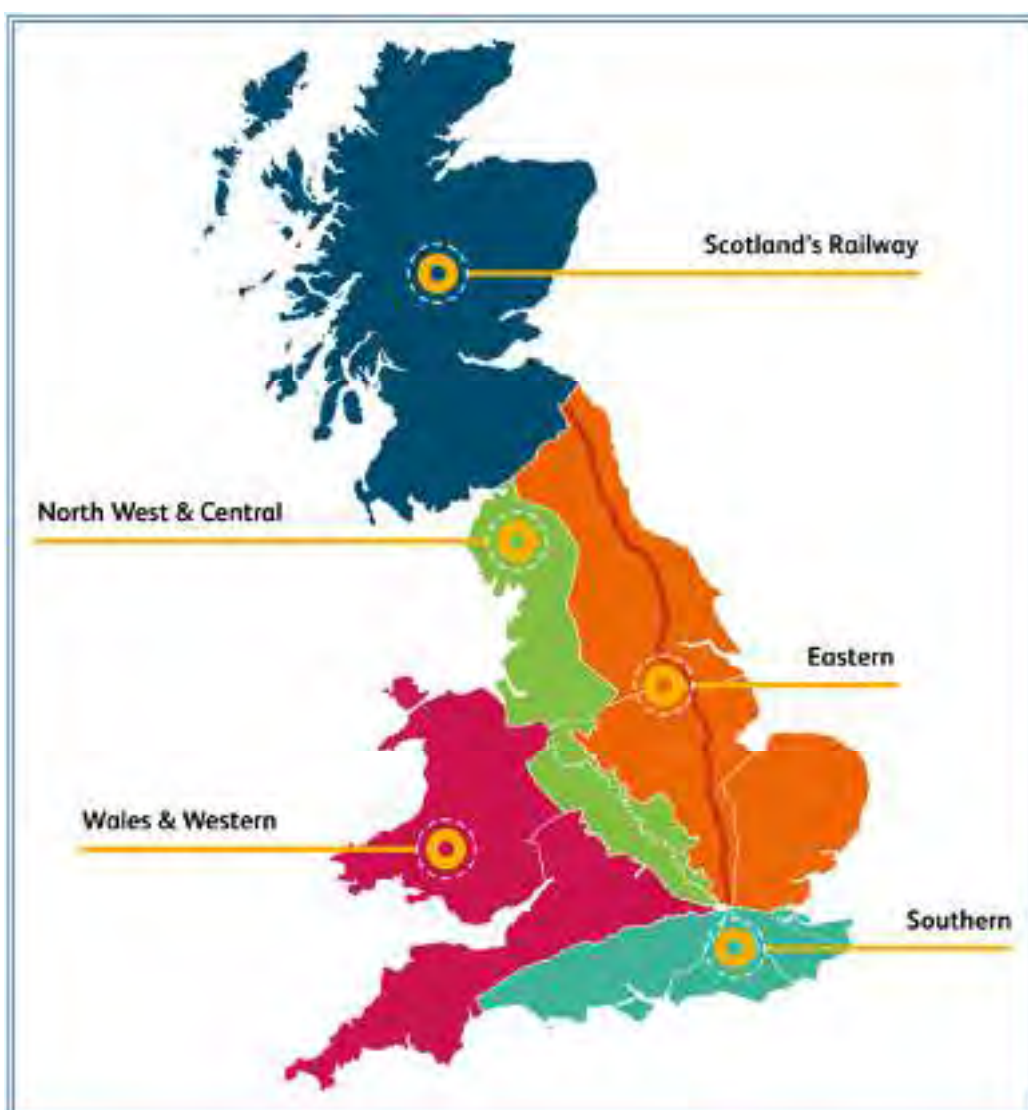 Scotland's Railway
North West & Central
Eastern
Wales & Western
Southern